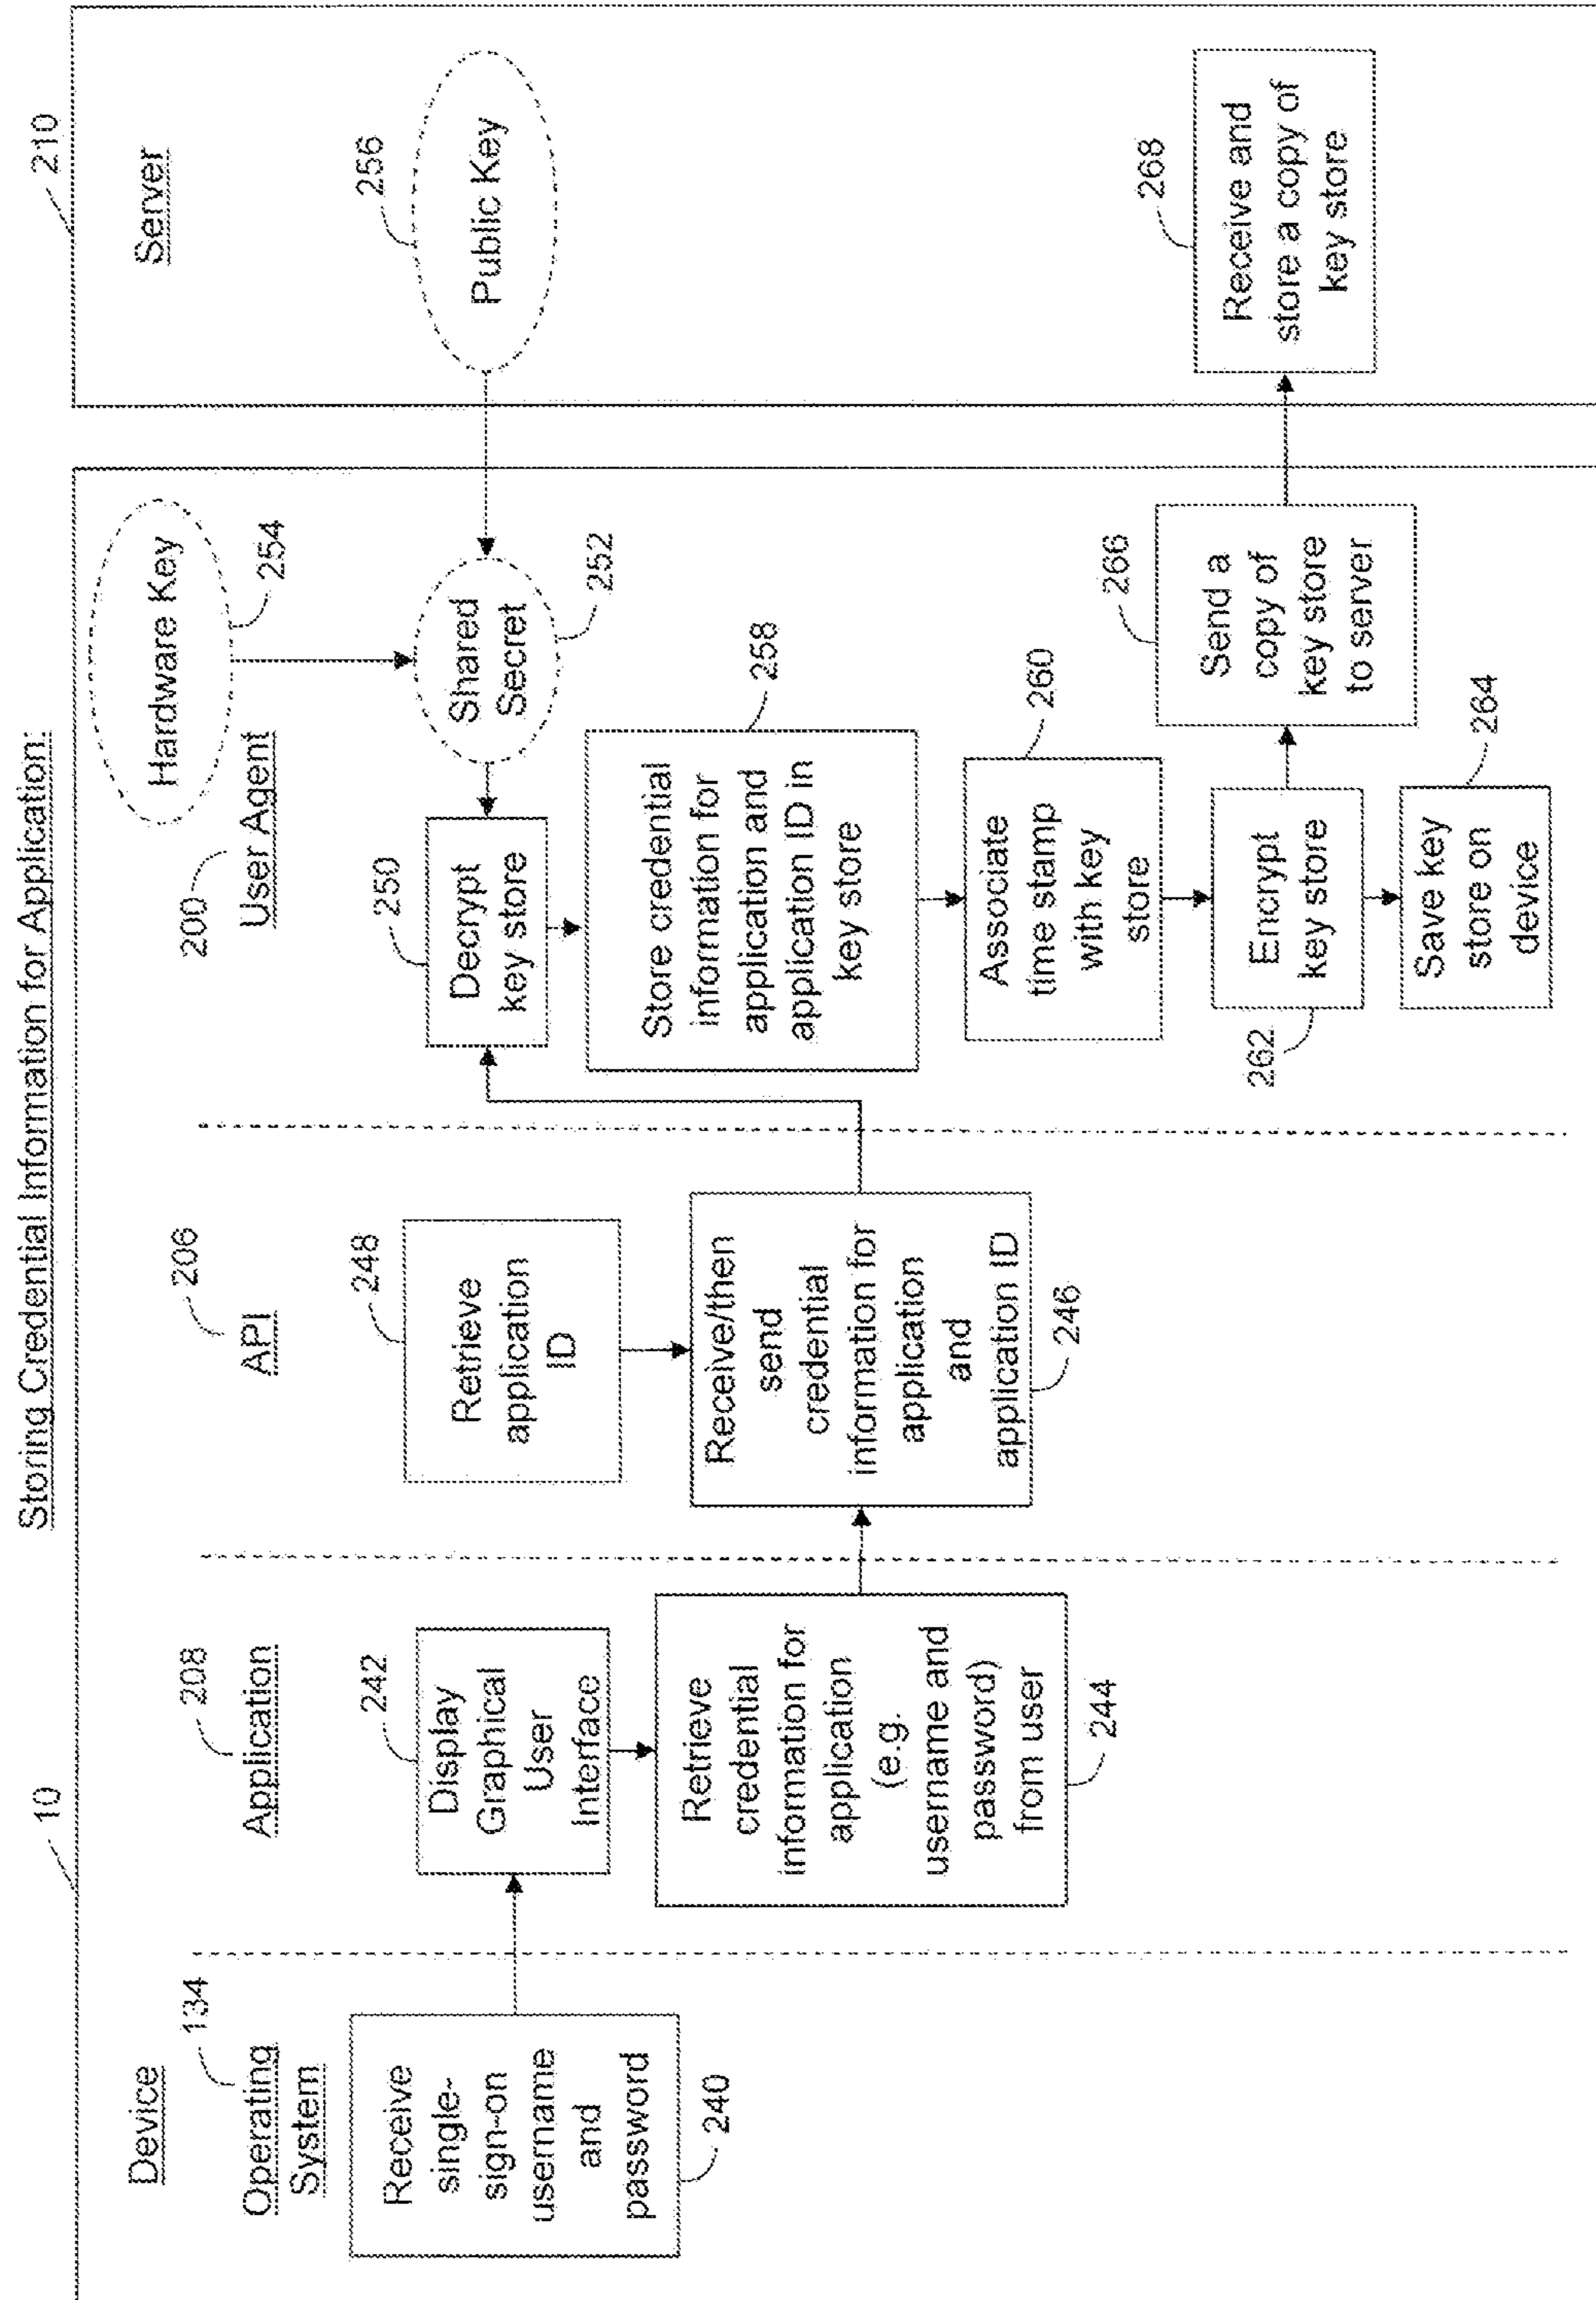 Storing Credential Information for Application:
10
210
Device
Server
134
Operating
System
208
Application
206
API
200
User Agent
Hardware Key
254
Receive
single-
sign-on
username
and
password
240
242
Display
Graphical
User
Interface
Retrieve
credential
information for
application
(e.g.
username and
password)
from user
244
248
Retrieve
application
ID
Receive/then
send
credential
information for
application
and
application ID
246
250
Decrypt
key store
Shared
Secret
252
256
Public Key
Store credential
information for
application and
application ID in
key store
258
Associate
time stamp
with key
store
260
Encrypt
key store
262
Save key
store on
device
264
266
Send a
copy of
key store
to server
268
Receive and
store a copy of
key store